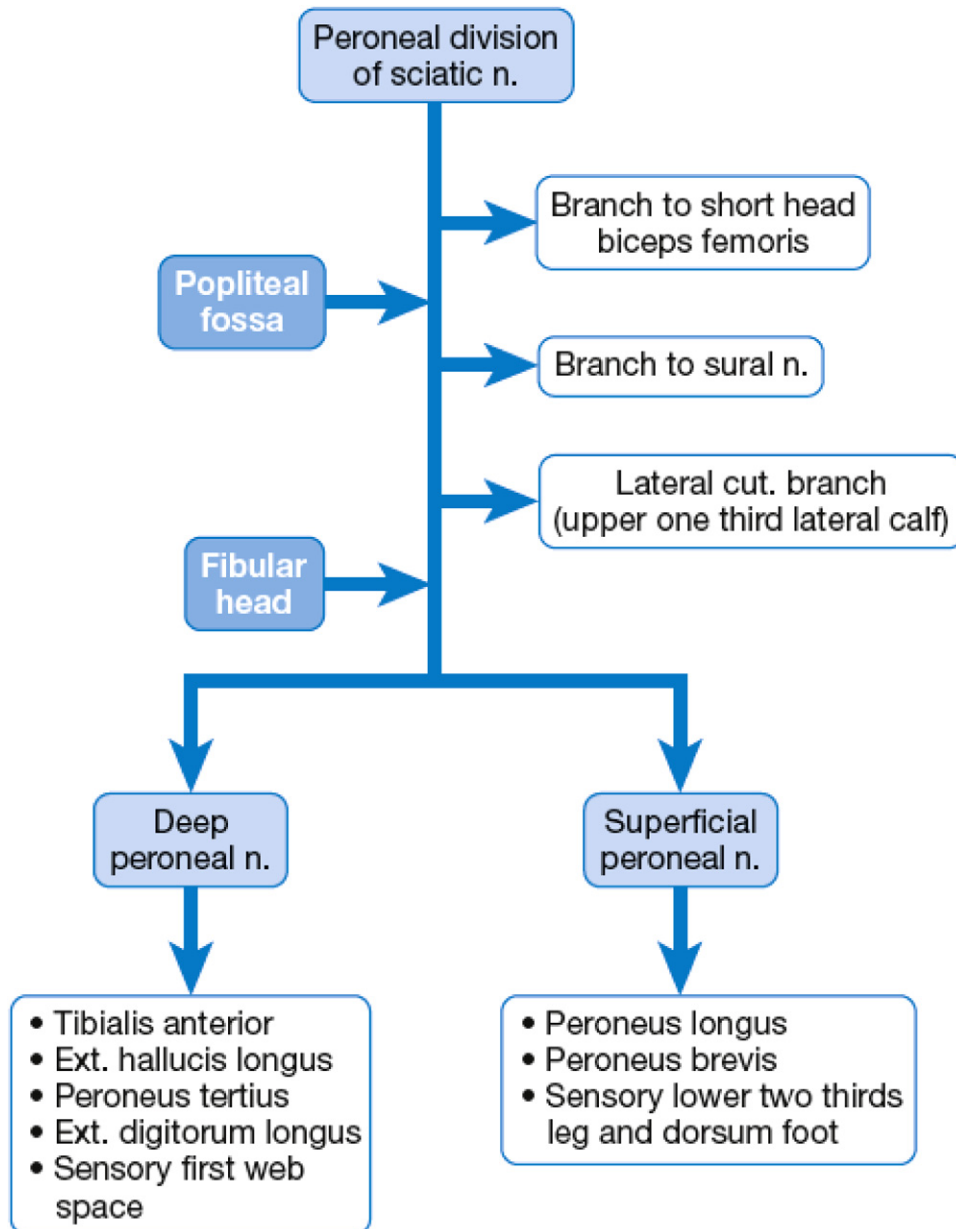 Peroneal division
of sciatic n.
Branch to short head
biceps femoris
Popliteal
fossa
Branch to sural n.
Lateral cut. branch
(upper one third lateral calf)
Fibular
head
Deep
peroneal n.
Superficial
peroneal n.
• Tibialis anterior
• Ext. hallucis longus
• Peroneus tertius
• Ext. digitorum longus
• Sensory first web
space
• Peroneus longus
• Peroneus brevis
• Sensory lower two thirds
leg and dorsum foot